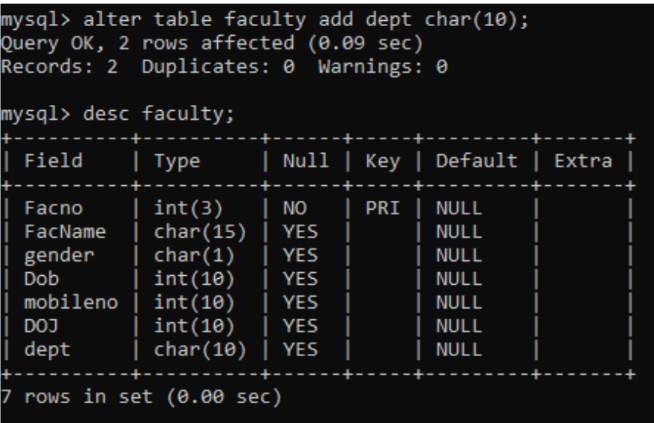 mysql> alter table faculty add dept char(10);
Query OK, 2 rows affected (0.09 sec)
Records: 2  Duplicates: 0  Warnings: 0
mysql> desc faculty;
+----------+----------+------+-----+---------+-------+
| Field    | Type     | Null | Key | Default | Extra |
+----------+----------+------+-----+---------+-------+
| Facno    | int(3)   | NO   | PRI | NULL    |       |
| FacName  | char(15) | YES  |     | NULL    |       |
| gender   | char(1)  | YES  |     | NULL    |       |
| Dob      | int(10)  | YES  |     | NULL    |       |
| mobileno | int(10)  | YES  |     | NULL    |       |
| DOJ      | int(10)  | YES  |     | NULL    |       |
| dept     | char(10) | YES  |     | NULL    |       |
+----------+----------+------+-----+---------+-------+
7 rows in set (0.00 sec)